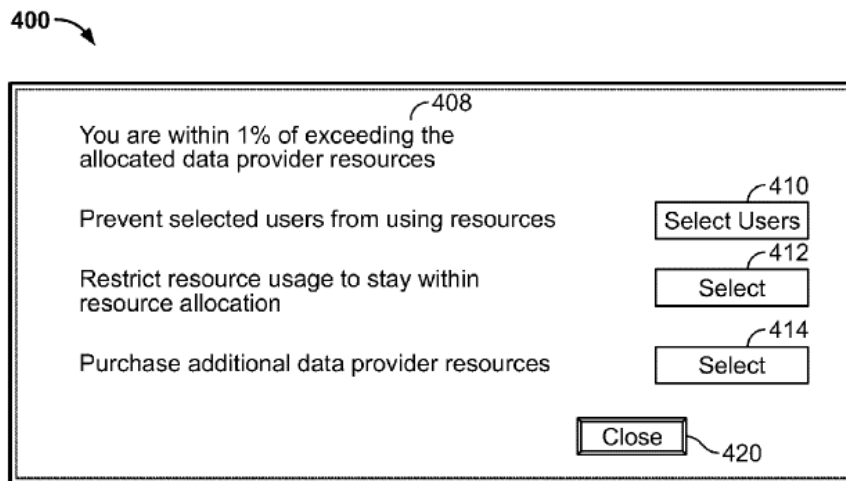 400
408
You are within 1% of exceeding the
allocated data provider resources
410
Prevent selected users from using resources
Select Users
412
Restrict resource usage to stay within
resource allocation
Select
414
Purchase additional data provider resources
Select
Close
420